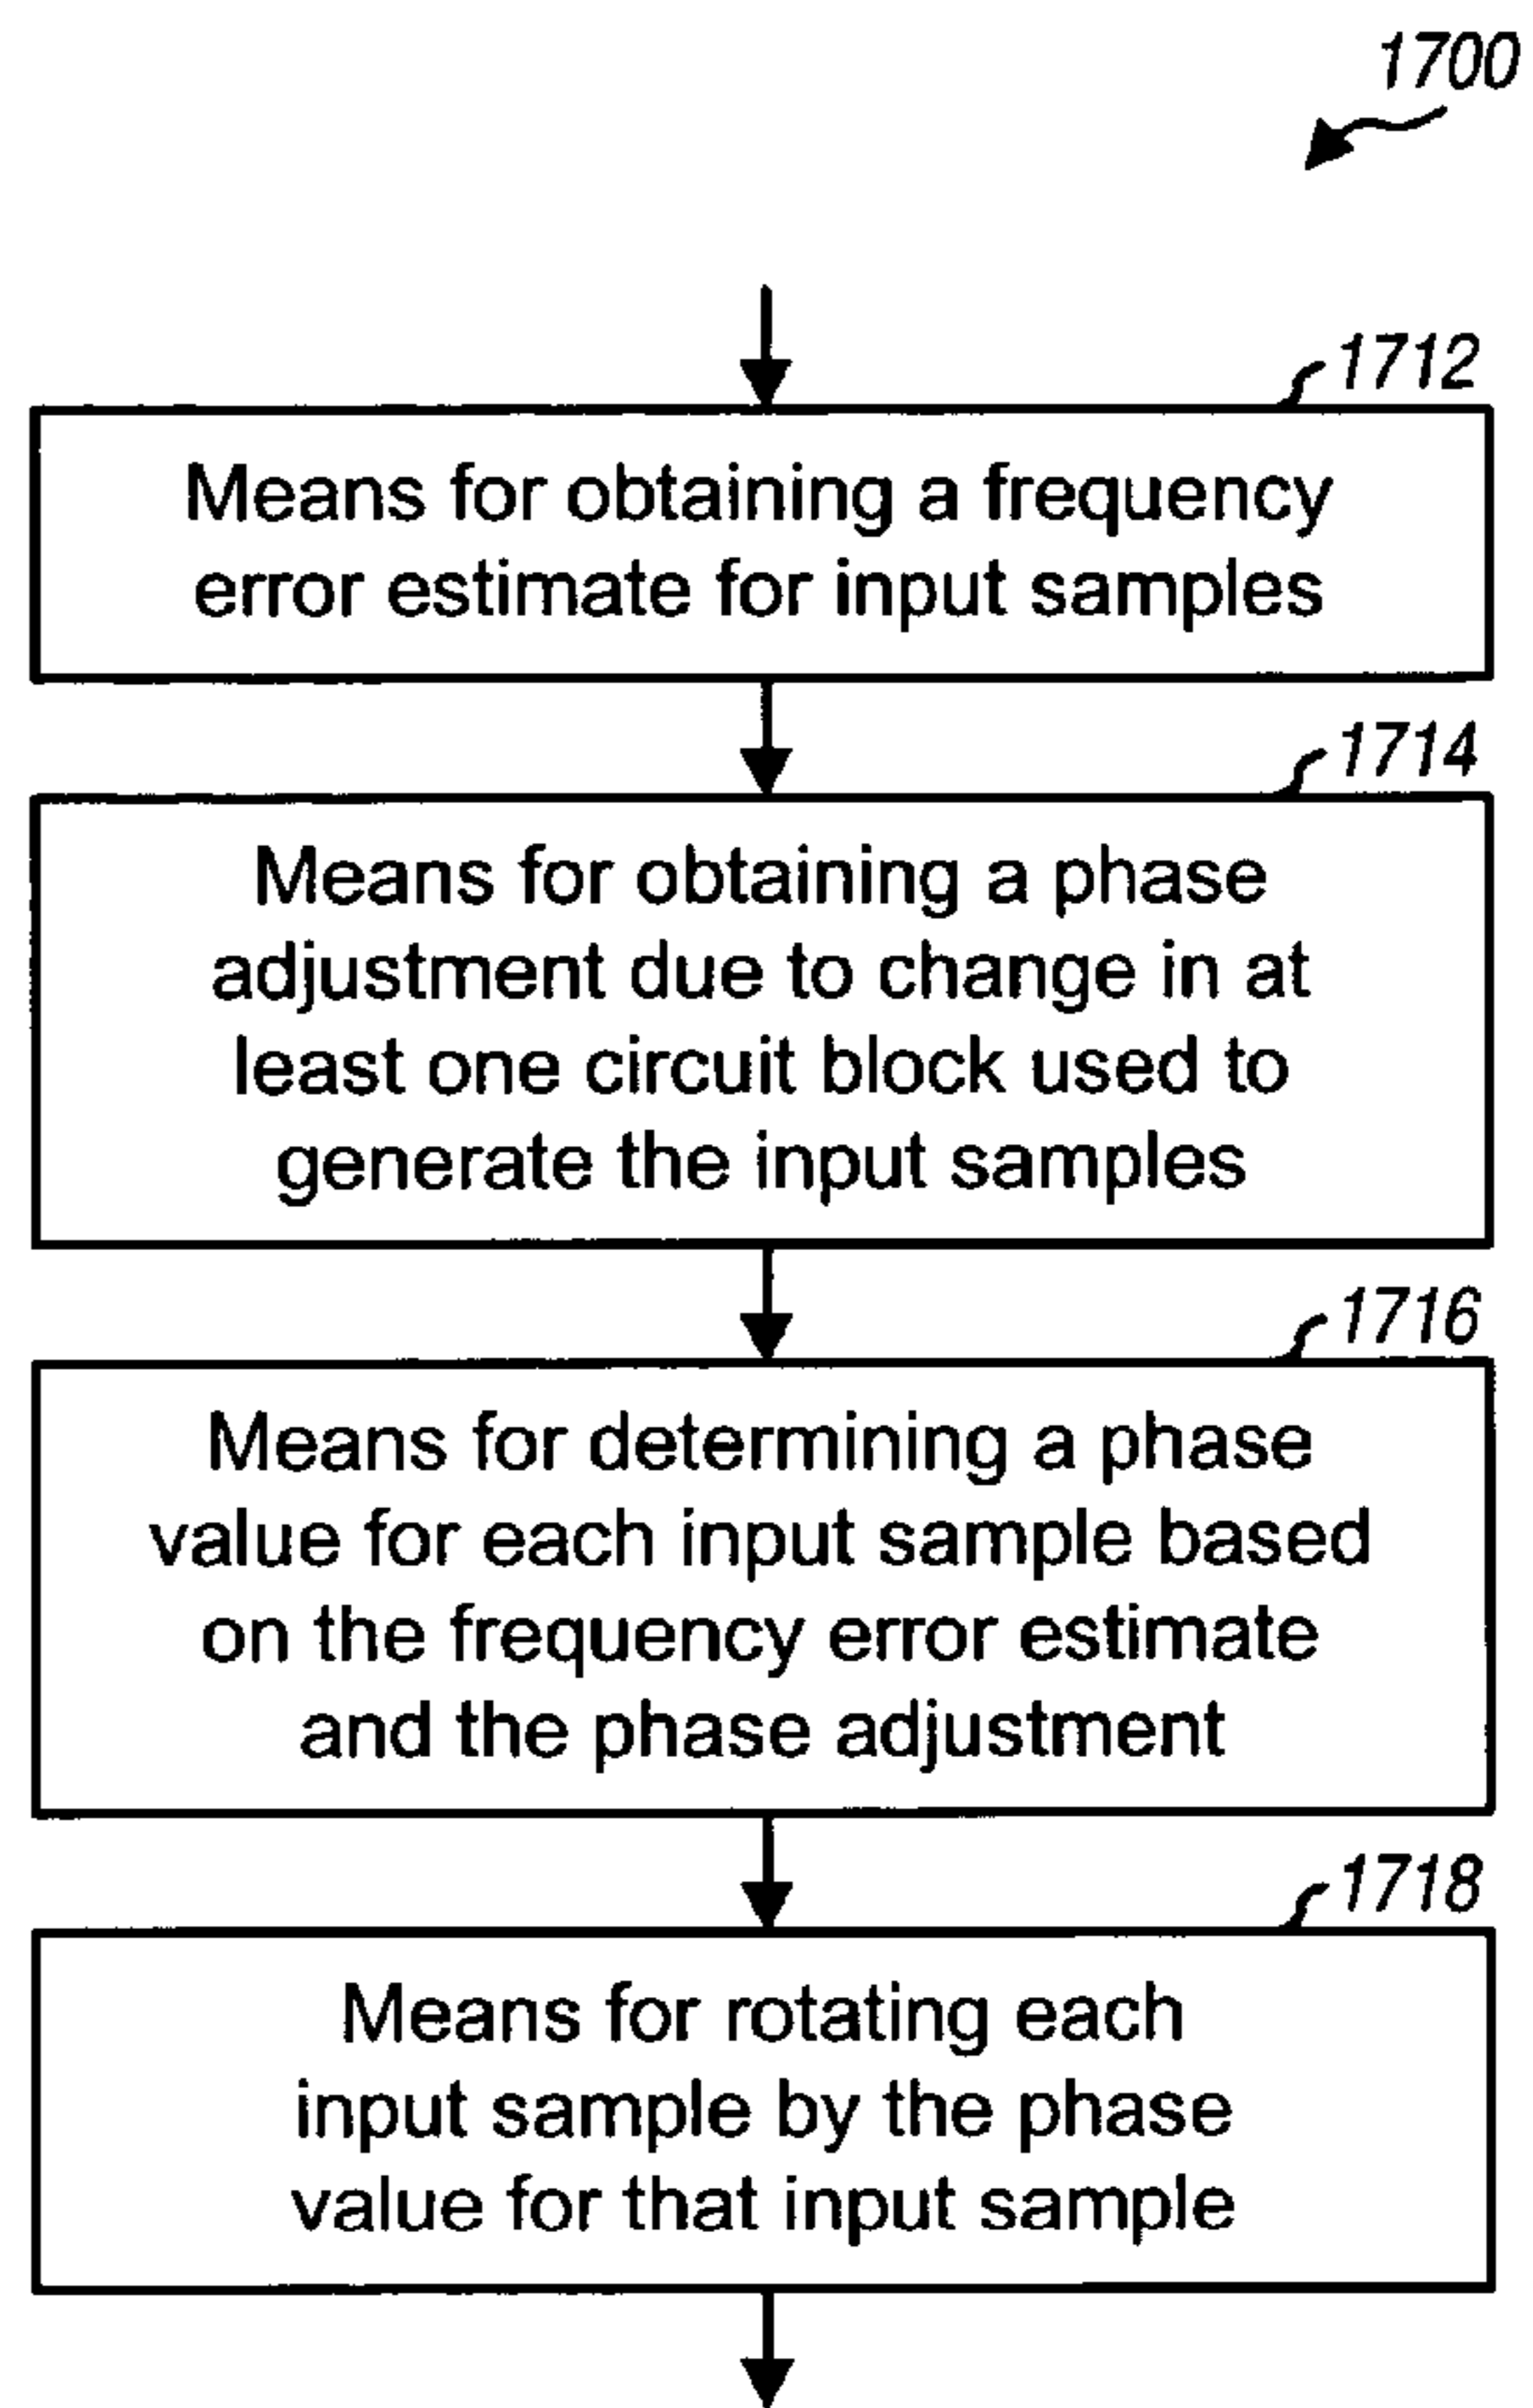 1700
1712
Means for obtaining a frequency
error estimate for input samples
1714
Means for obtaining a phase
adjustment due to change in at
least one circuit block used to
generate the input samples
1716
Means for determining a phase
value for each input sample based
on the frequency error estimate
and the phase adjustment
1718
Means for rotating each
input sample by the phase
value for that input sample